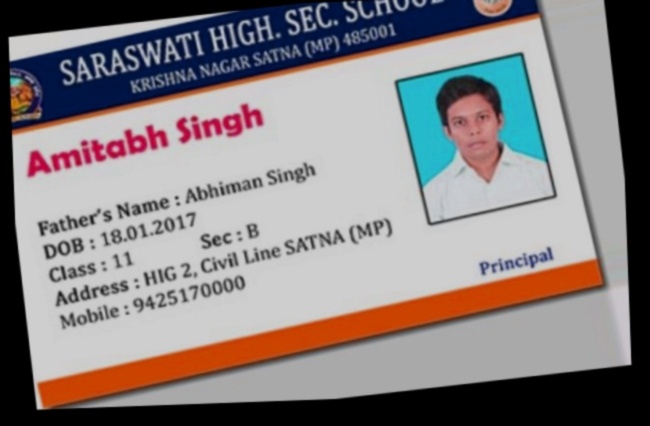 SARASWATI HIGH. SEC. SCHOOL
KRISHNA NAGAR SATNA (MP) 485001
Amitabh Singh
Father's Name : Abhiman Singh
DOB : 18.01.2017
Class : 11 Sec : B
Address : HIG 2, Civil Line SATNA (MP)
Mobile : 9425170000
Principal